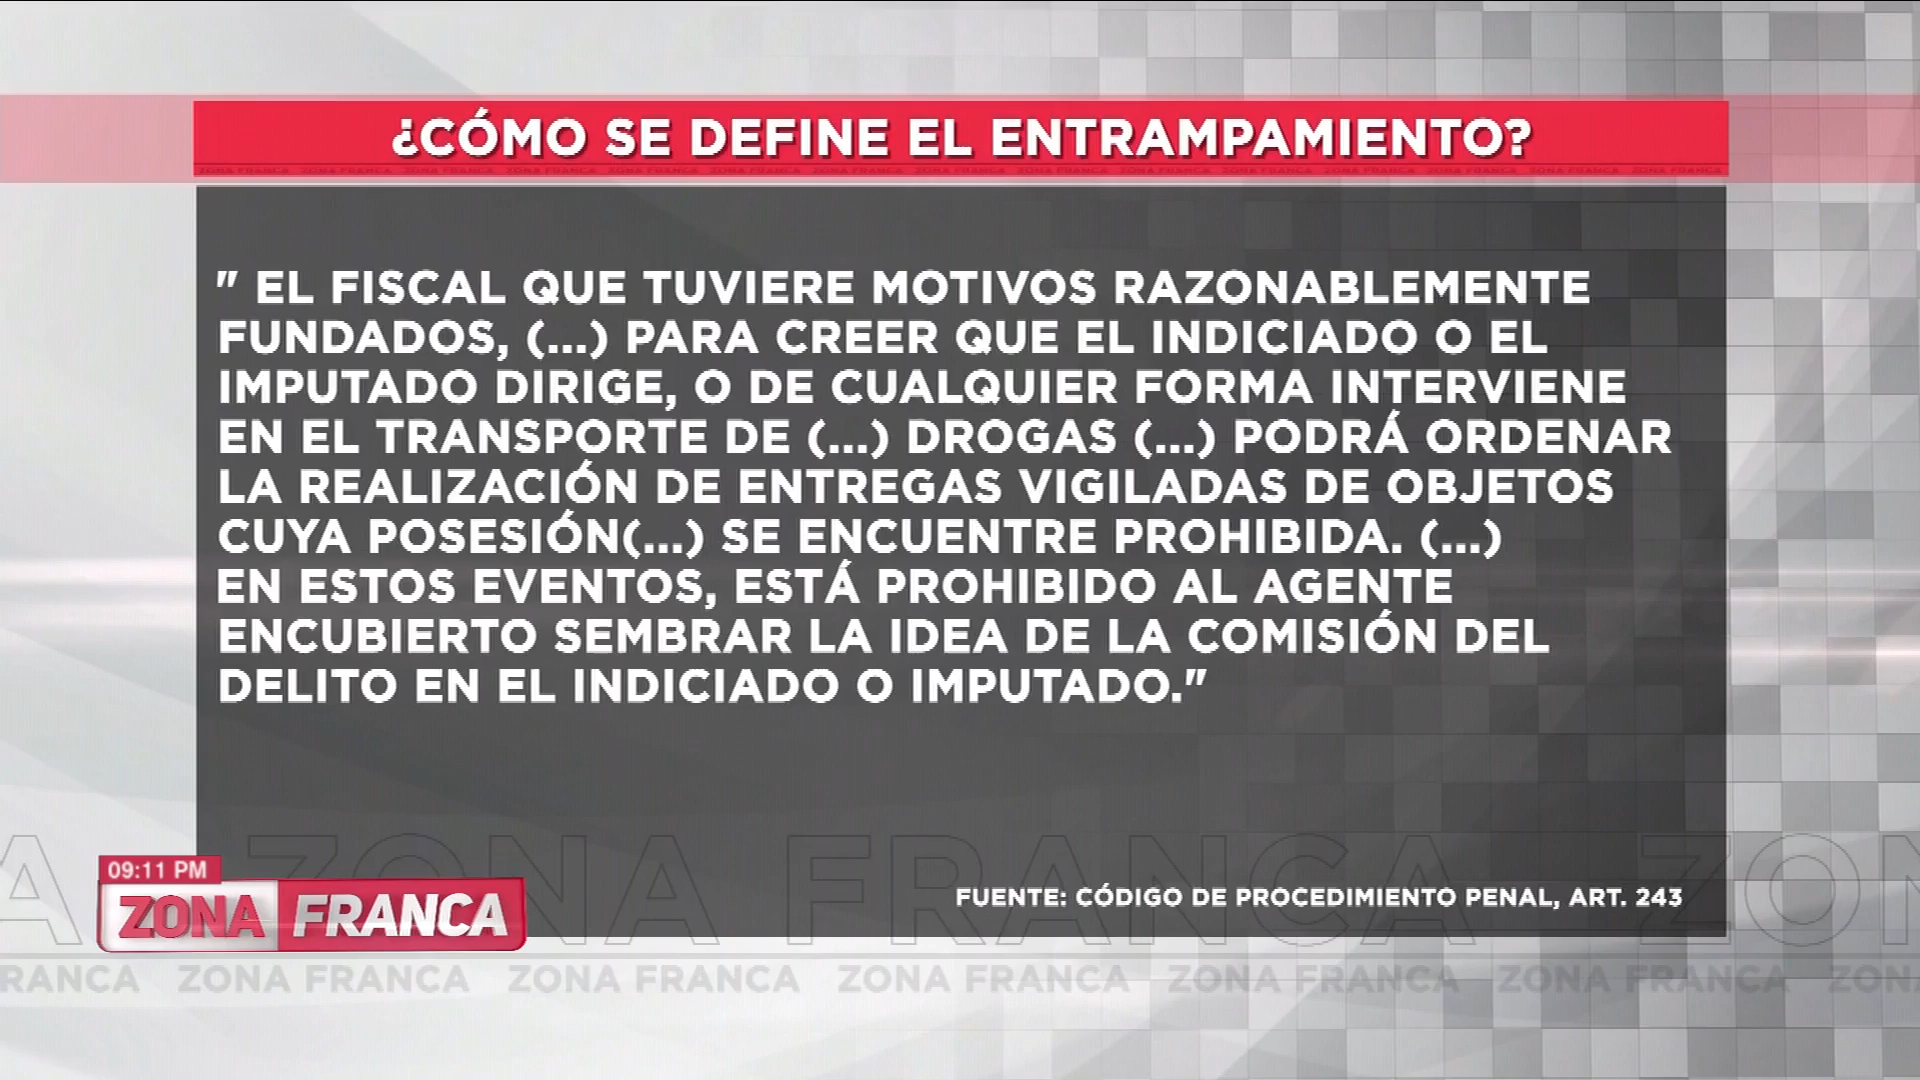 ¿CÓMO SE DEFINE EL ENTRAMPAMIENTO?
" EL FISCAL QUE TUVIERE MOTIVOS RAZONABLEMENTE
FUNDADOS, (...) PARA CREER QUE EL INDICIADO O EL
IMPUTADO DIRIGE, O DE CUALQUIER FORMA INTERVIENE
EN EL TRANSPORTE DE (...) DROGAS (...) PODRÁ ORDENAR
LA REALIZACIÓN DE ENTREGAS VIGILADAS DE OBJETOS
CUYA POSESIÓN(...) SE ENCUENTRE PROHIBIDA. (...)
EN ESTOS EVENTOS, ESTÁ PROHIBIDO AL AGENTE
ENCUBIERTO SEMBRAR LA IDEA DE LA COMISIÓN DEL
DELITO EN EL INDICIADO O IMPUTADO."
A ZONA FRANCA ZON
09:11 PM
ZONA FRANCA
FUENTE: CÓDIGO DE PROCEDIMIENTO PENAL, ART. 243
RANCA ZONA FRANCA ZONA FRANCA ZONA FRANCA ZONA FRANCA ZONA FRANCA ZON